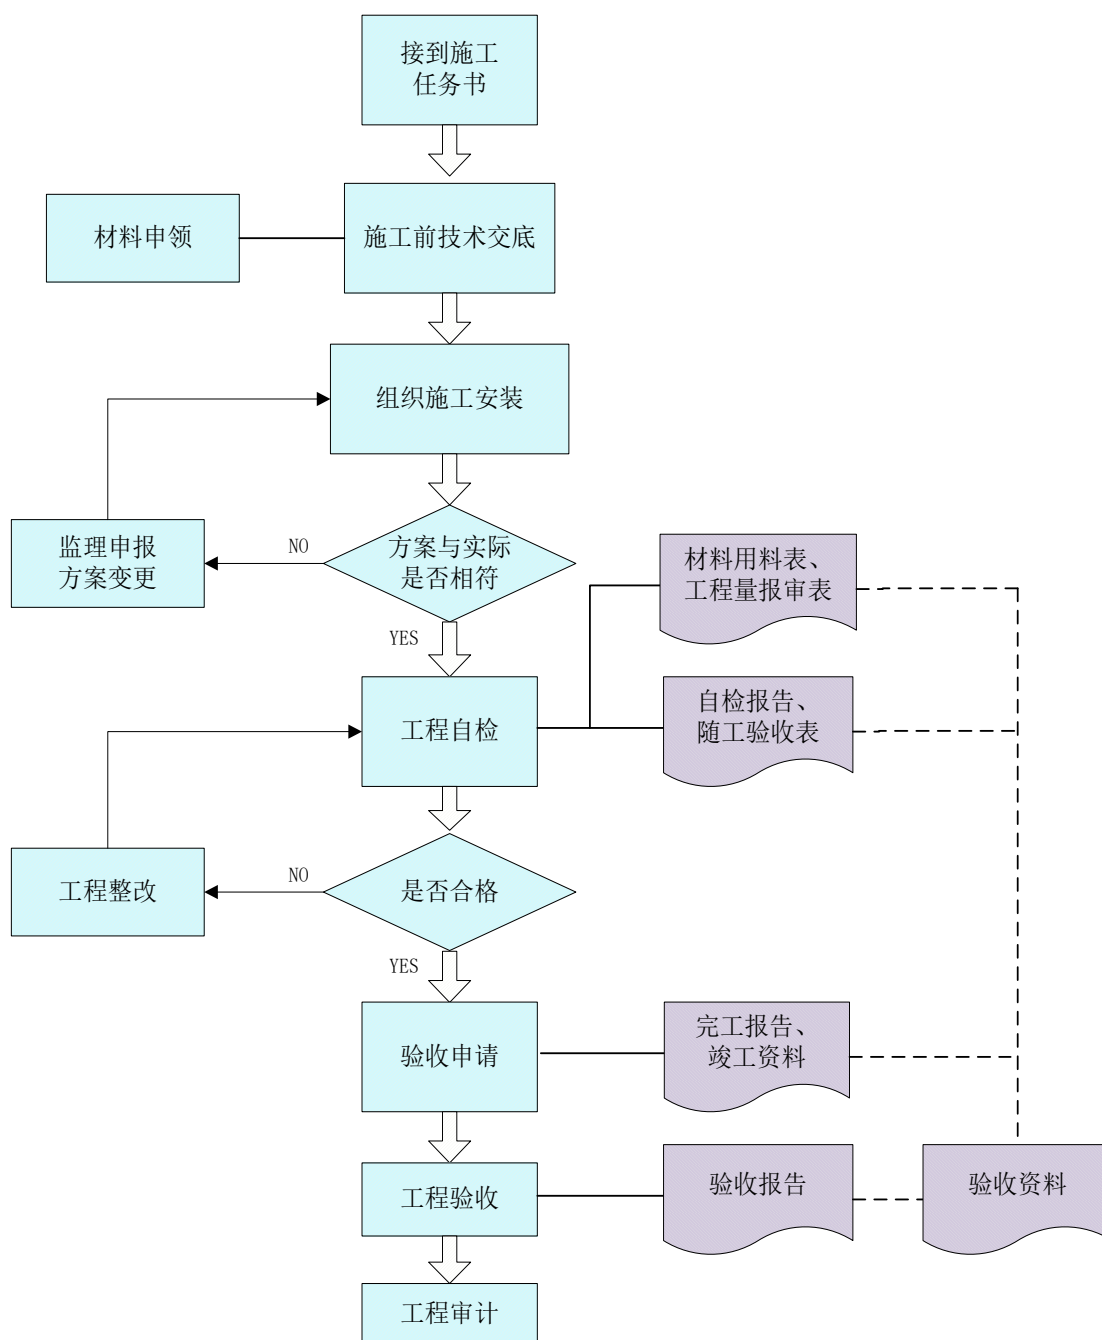 接到施工
任务书
材料申领
施工前技术交底
组织施工安装
监理申报
方案变更
NO
方案与实际
是否相符
材料用料表、
工程量报审表
YES
工程自检
自检报告、
随工验收表
工程整改
NO
是否合格
YES
验收申请
完工报告、
竣工资料
工程验收
验收报告
验收资料
工程审计